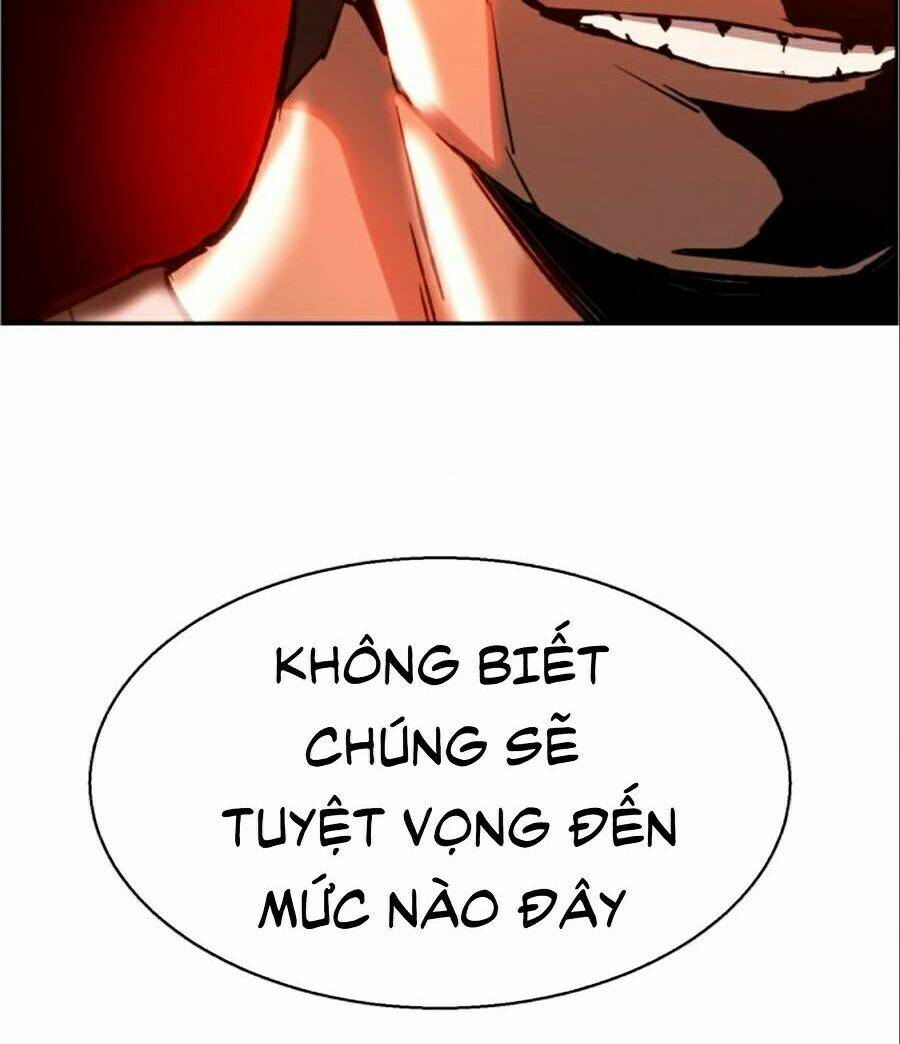 KHÔNG BIẾT
CHÚNG SẼ
TUYỆT VỌNG ĐẾN
MỨC NÀO ĐÂY